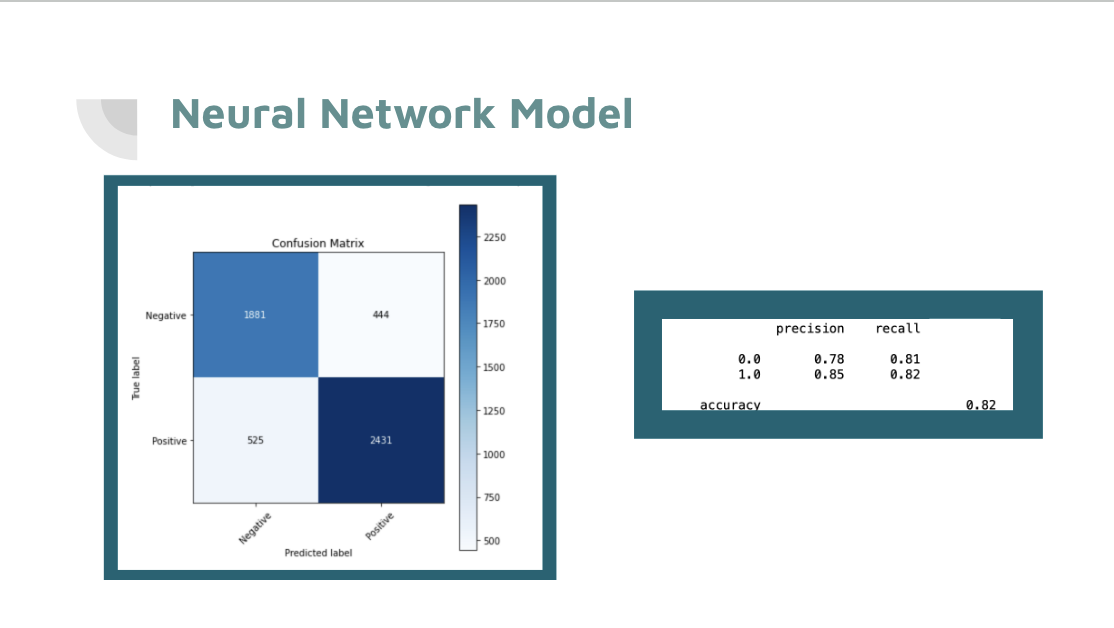 Neural Network Model
Confusion Matrix
True label
Negative
1881
444
Positive
525
2431
Negative
Positive
Predicted label
2250
2000
1750
1500
1250
1000
750
500
precision recall
0.0 0.78 0.81
1.0 0.85 0.82
accuracy 0.82